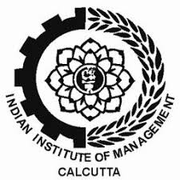 INDIAN INSTITUTE OF MANAGEMENT
CALCUTTA